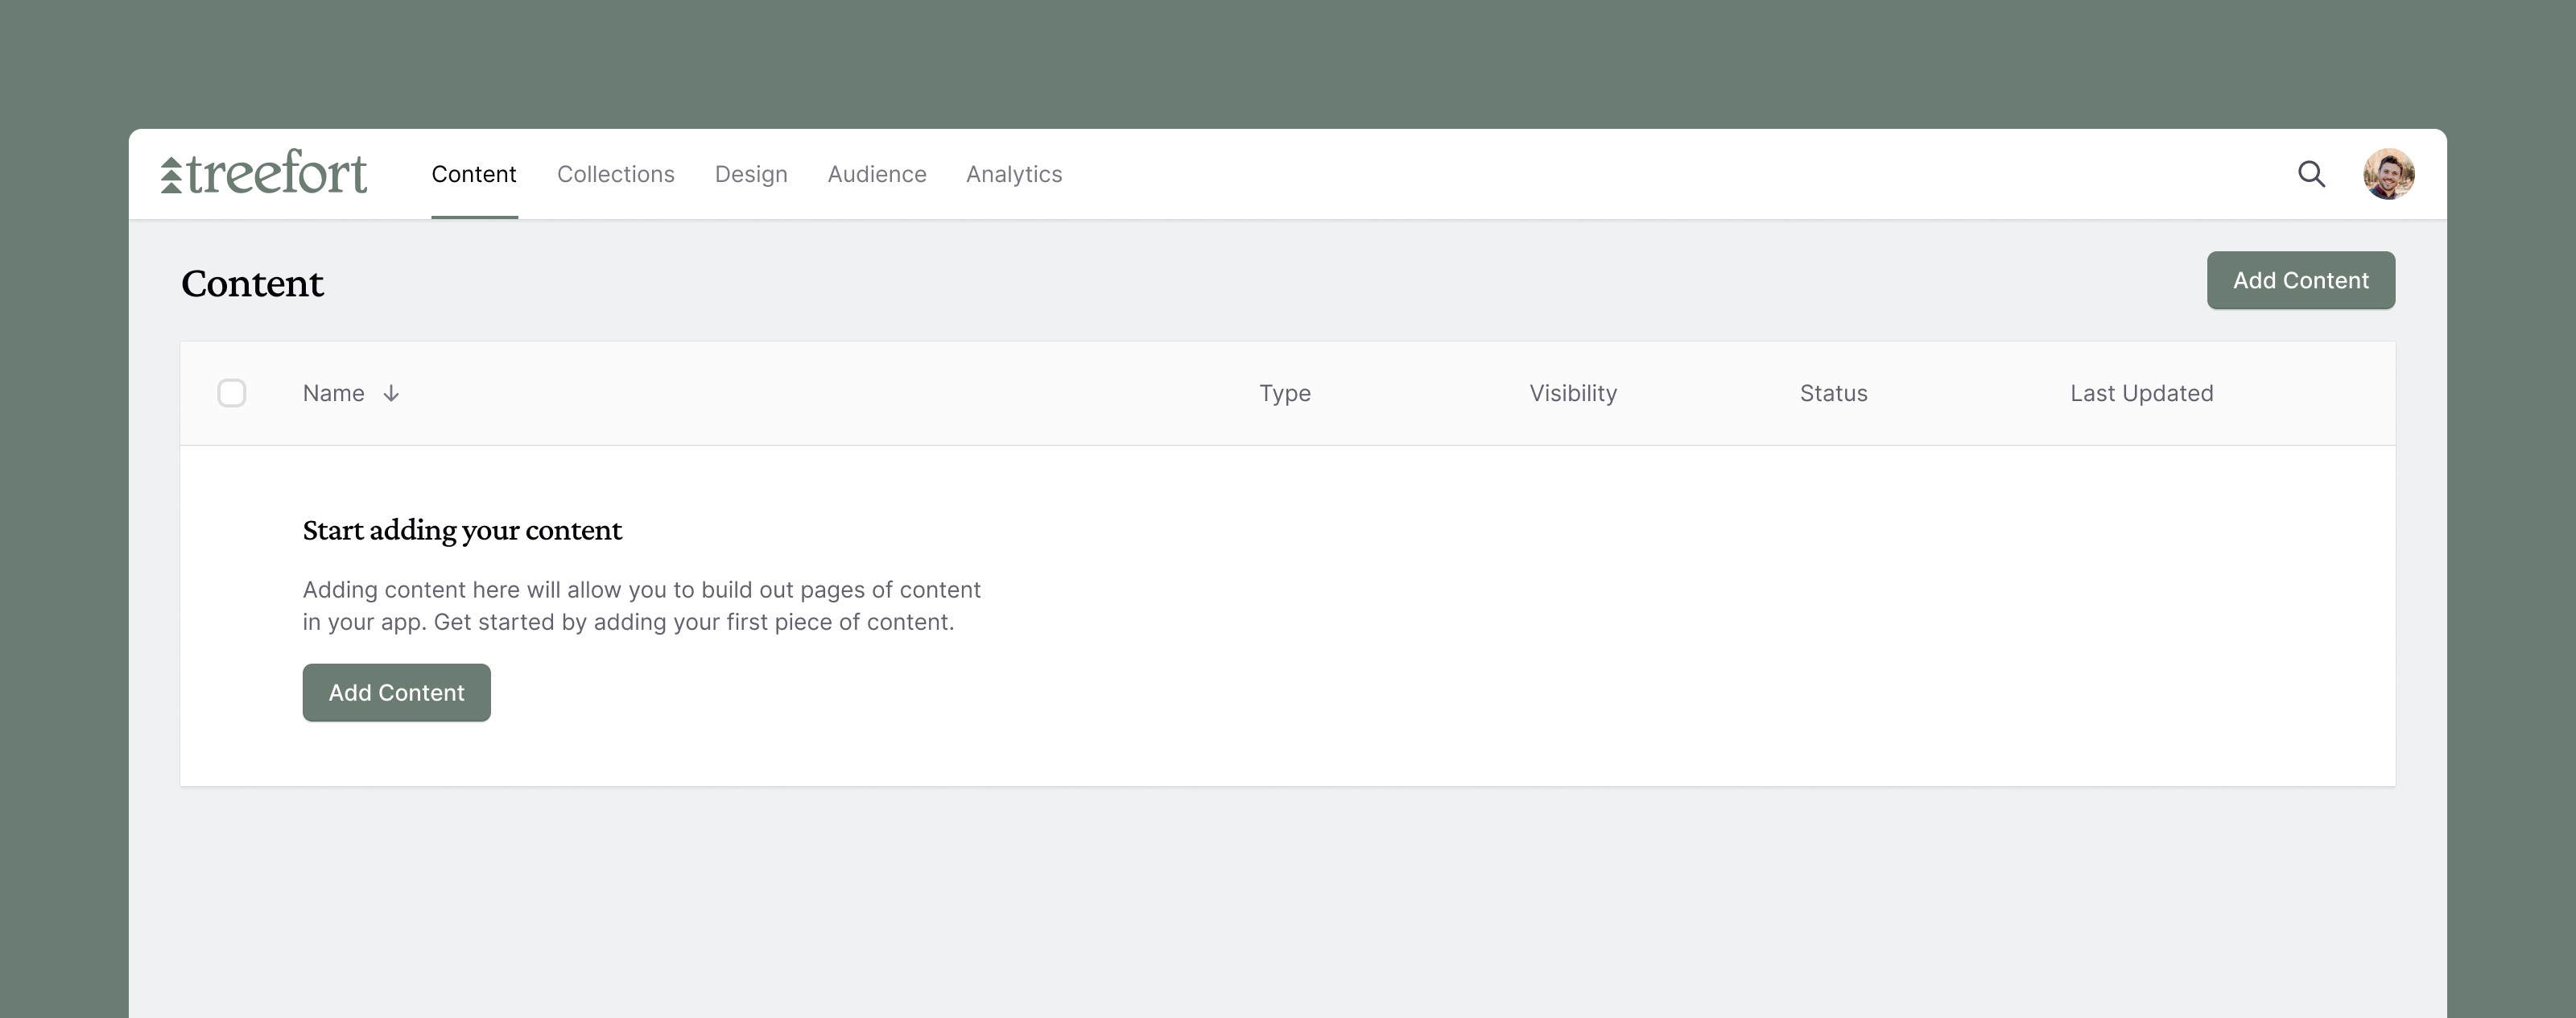 treefort
Content
Collections
Design
Audience
Analytics
Content
Add Content
Name
Type
Visibility
Status
Last Updated
Start adding your content
Adding content here will allow you to build out pages of content
in your app. Get started by adding your first piece of content.
Add Content